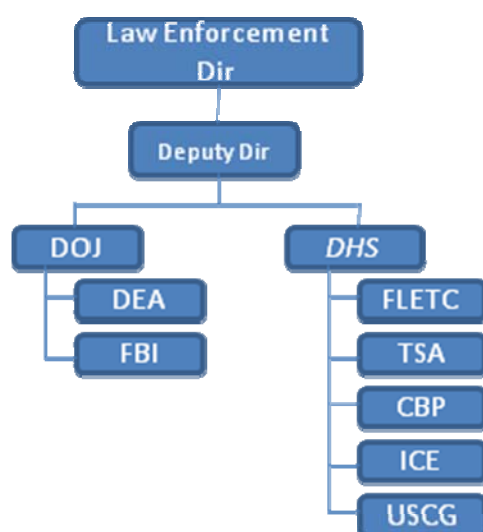 Law Enforcement
Dir
Deputy Dir
DOJ
DEA
FBI
DHS
FLETC
TSA
CBP
ICE
USCG